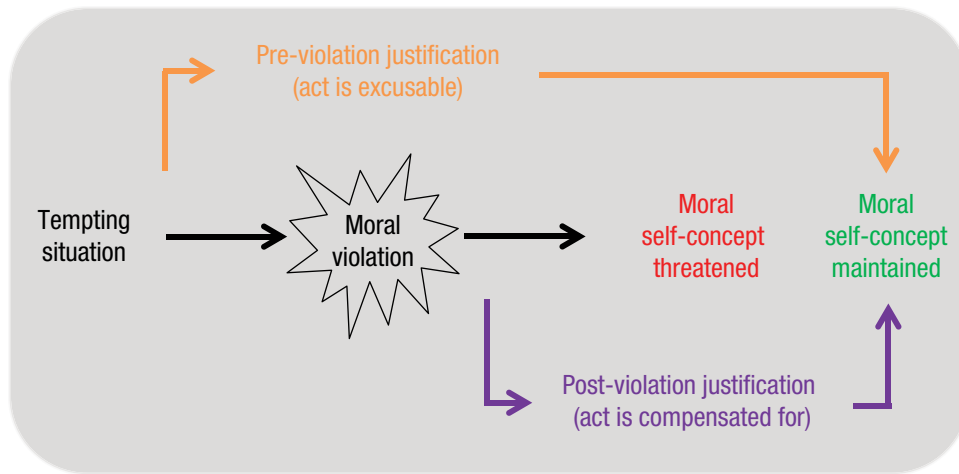 Pre-violation justification
(act is excusable)
Tempting
situation
Moral
violation
Moral
self-concept
threatened
Moral
self-concept
maintained
Post-violation justification
(act is compensated for)